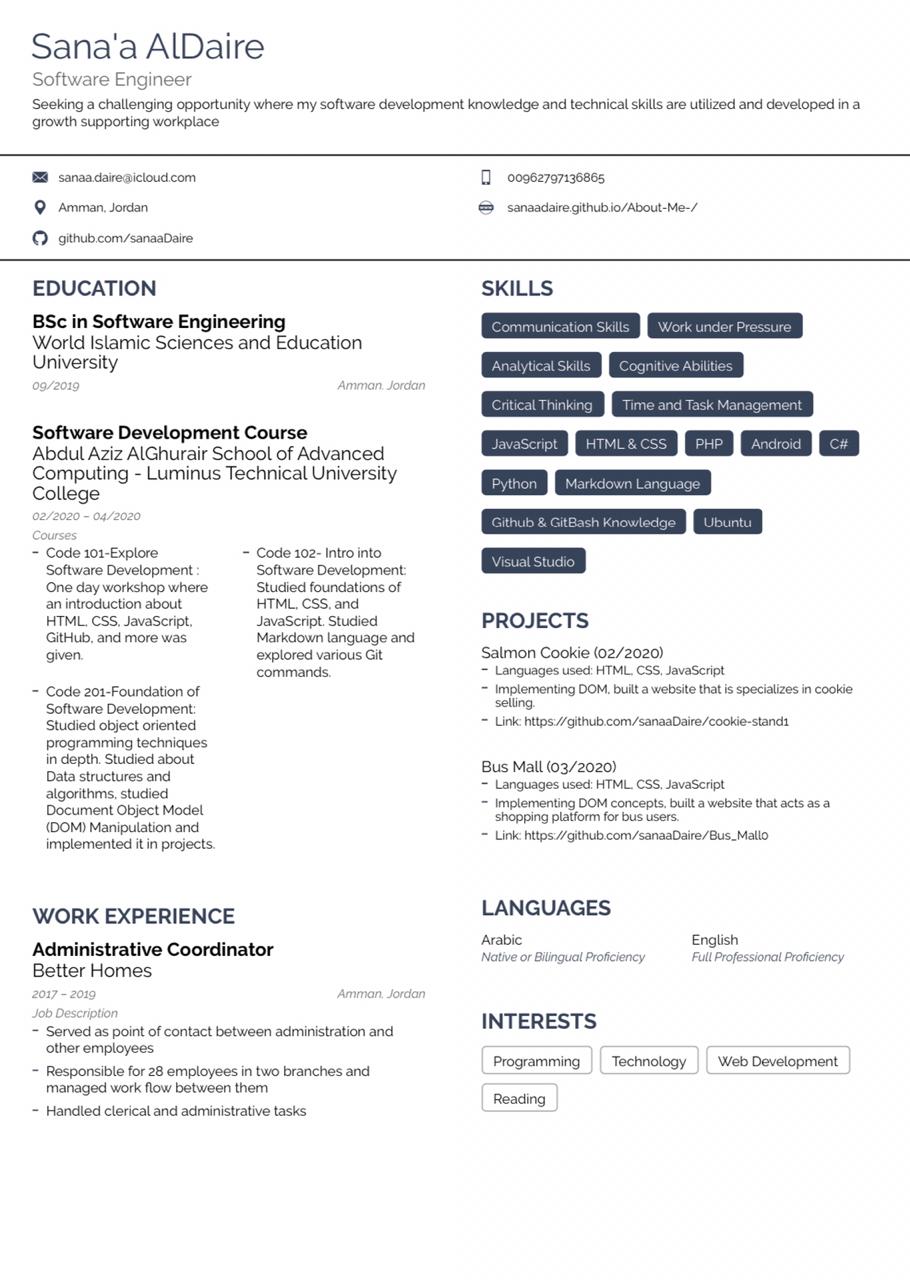 Sana'a AlDaire
Software Engineer
Seeking a challenging opportunity where my software development knowledge and technical skills are utilized and developed in a
growth supporting workplace
sanaa.daire@icloud.com
00962797136865
Amman, Jordan
sanaadaire.github.io/About-Me-/
github.com/sanaaDaire
EDUCATION
BSc in Software Engineering
World Islamic Sciences and Education
University
09/2019
Amman. Jordan
Software Development Course
Abdul Aziz AlGhurair School of Advanced
Computing - Luminus Technical University
College
02/2020 – 04/2020
Courses
– Code 101-Explore
Software Development :
One day workshop where
an introduction about
HTML, CSS, JavaScript,
GitHub, and more was
given.
– Code 102- Intro into
Software Development:
Studied foundations of
HTML, CSS, and
JavaScript. Studied
Markdown language and
explored various Git
commands.
– Code 201-Foundation of
Software Development:
Studied object oriented
programming techniques
in depth. Studied about
Data structures and
algorithms, studied
Document Object Model
(DOM) Manipulation and
implemented it in projects.
WORK EXPERIENCE
Administrative Coordinator
Better Homes
2017 – 2019
Amman. Jordan
Job Description
– Served as point of contact between administration and
other employees
– Responsible for 28 employees in two branches and
managed work flow between them
– Handled clerical and administrative tasks
SKILLS
Communication Skills Work under Pressure
Analytical Skills Cognitive Abilities
Critical Thinking Time and Task Management
JavaScript HTML & CSS PHP Android C#
Python Markdown Language
Github & GitBash Knowledge Ubuntu
Visual Studio
PROJECTS
Salmon Cookie (02/2020)
– Languages used: HTML, CSS, JavaScript
– Implementing DOM, built a website that is specializes in cookie
selling.
– Link: https://github.com/sanaaDaire/cookie-stand1
Bus Mall (03/2020)
– Languages used: HTML, CSS, JavaScript
– Implementing DOM concepts, built a website that acts as a
shopping platform for bus users.
– Link: https://github.com/sanaaDaire/Bus_Mall0
LANGUAGES
Arabic
Native or Bilingual Proficiency
English
Full Professional Proficiency
INTERESTS
Programming Technology Web Development
Reading